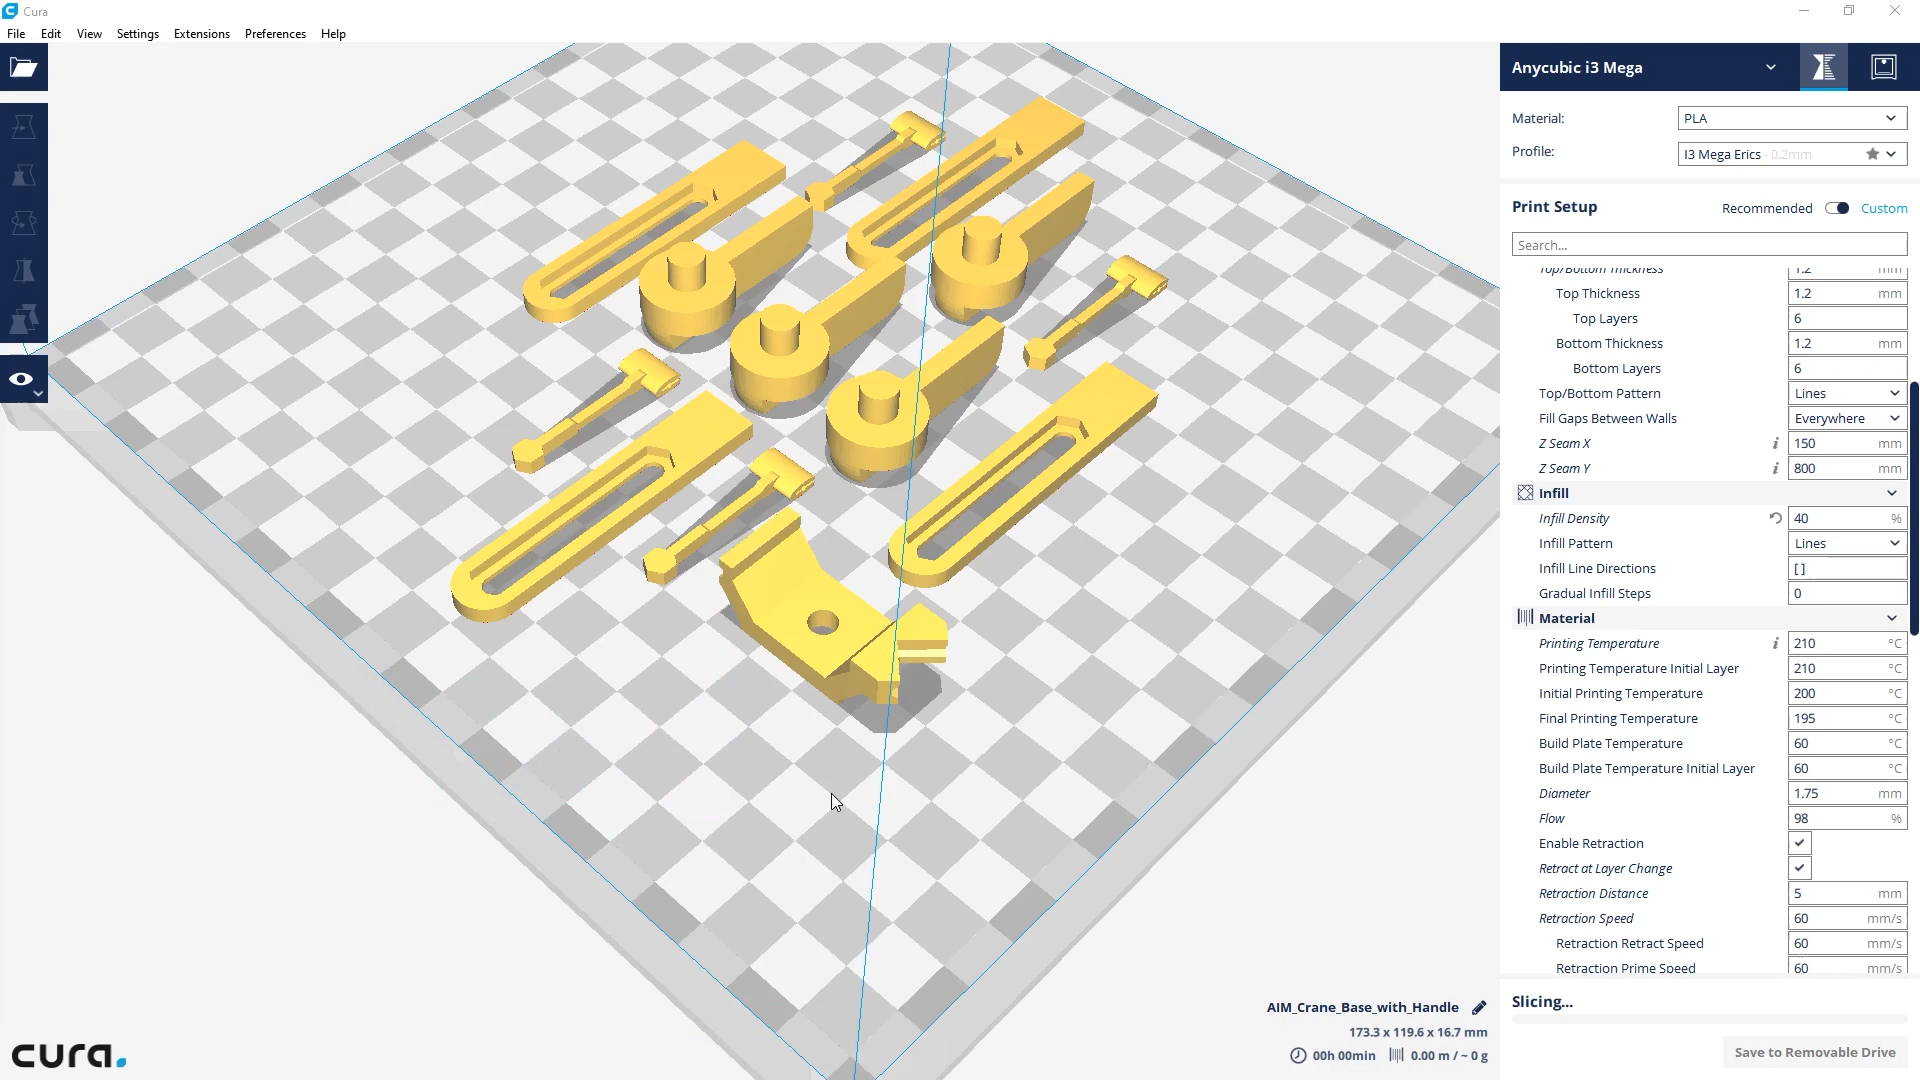 Cura
File Edit View Settings Extensions Preferences Help
Anycubic i3 Mega
Material: PLA
Profile: I3 Mega Erics - 0.2mm
Print Setup Recommended Custom
Search...
Top/Bottom Thickness 1.2 mm
Top Thickness 1.2 mm
Top Layers 6
Bottom Thickness 1.2 mm
Bottom Layers 6
Top/Bottom Pattern Lines
Fill Gaps Between Walls Everywhere
Z Seam X i 150 mm
Z Seam Y i 800 mm
Infill
Infill Density 40 %
Infill Pattern Lines
Infill Line Directions [ ]
Gradual Infill Steps 0
Material
Printing Temperature i 210 °C
Printing Temperature Initial Layer 210 °C
Initial Printing Temperature 200 °C
Final Printing Temperature 195 °C
Build Plate Temperature 60 °C
Build Plate Temperature Initial Layer 60 °C
Diameter 1.75 mm
Flow 98 %
Enable Retraction
Retract at Layer Change
Retraction Distance 5 mm
Retraction Speed 60 mm/s
Retraction Retract Speed 60 mm/s
Retraction Prime Speed 60 mm/s
Slicing...
Save to Removable Drive
AIM_Crane_Base_with_Handle
173.3 x 119.6 x 16.7 mm
00h 00min 0.00 m / ~ 0 g
cura.